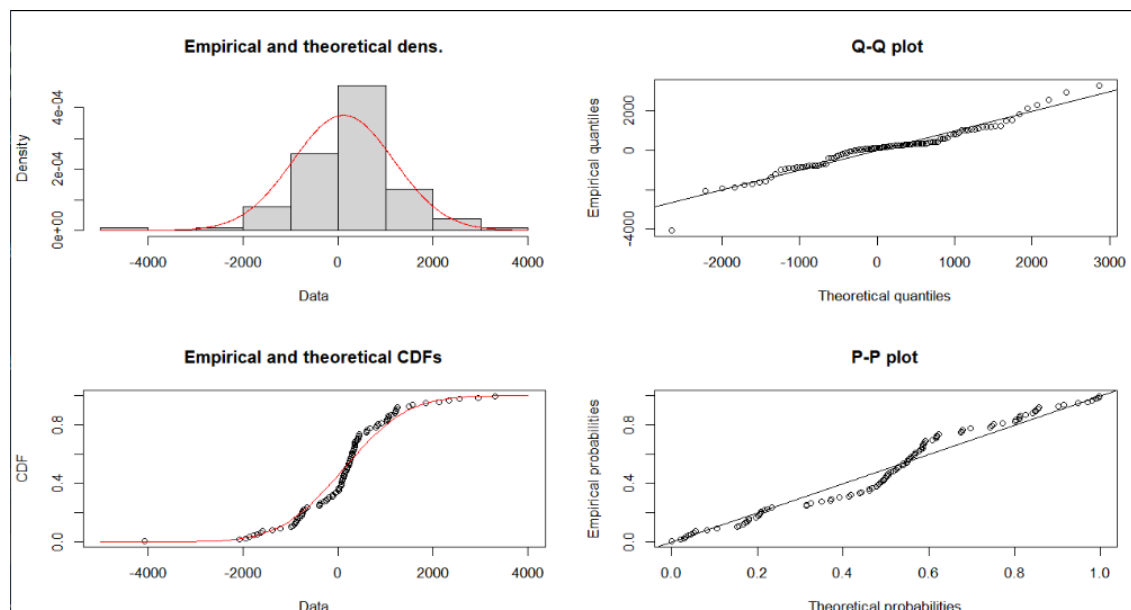 Empirical and theoretical dens.
Density
0e+00 2e-04 4e-04
-4000 -2000 0 2000 4000
Data
Q-Q plot
Empirical quantiles
-4000 0 2000
-2000 -1000 0 1000 2000 3000
Theoretical quantiles
Empirical and theoretical CDFs
CDF
0.0 0.4 0.8
-4000 -2000 0 2000 4000
Data
P-P plot
Empirical probabilities
0.0 0.4 0.8
0.0 0.2 0.4 0.6 0.8 1.0
Theoretical probabilities